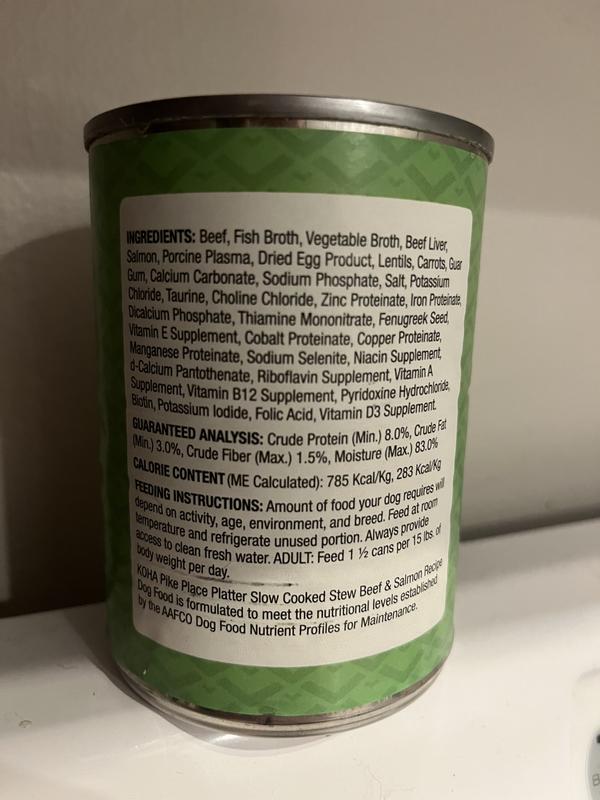 INGREDIENTS: Beef, Fish Broth, Vegetable Broth, Beef Liver,
Salmon, Porcine Plasma, Dried Egg Product, Lentils, Carrots, Guar
Gum, Calcium Carbonate, Sodium Phosphate, Salt, Potassium
Chloride, Taurine, Choline Chloride, Zinc Proteinate, Iron Proteinate,
Dicalcium Phosphate, Thiamine Mononitrate, Fenugreek Seed,
Vitamin E Supplement, Cobalt Proteinate, Copper Proteinate,
Manganese Proteinate, Sodium Selenite, Niacin Supplement,
d-Calcium Pantothenate, Riboflavin Supplement, Vitamin A
Supplement, Vitamin B12 Supplement, Pyridoxine Hydrochloride,
Biotin, Potassium Iodide, Folic Acid, Vitamin D3 Supplement.
GUARANTEED ANALYSIS: Crude Protein (Min.) 8.0%, Crude Fat
(Min.) 3.0%, Crude Fiber (Max.) 1.5%, Moisture (Max.) 83.0%
CALORIE CONTENT (ME Calculated): 785 Kcal/Kg, 283 Kcal/Kg
FEEDING INSTRUCTIONS: Amount of food your dog requires will
depend on activity, age, environment, and breed. Feed at room
temperature and refrigerate unused portion. Always provide
access to clean fresh water. ADULT: Feed 1 ½ cans per 15 lbs. of
body weight per day.
KOHA Pike Place Platter Slow Cooked Stew Beef & Salmon Recipe
Dog Food is formulated to meet the nutritional levels established
by the AAFCO Dog Food Nutrient Profiles for Maintenance.